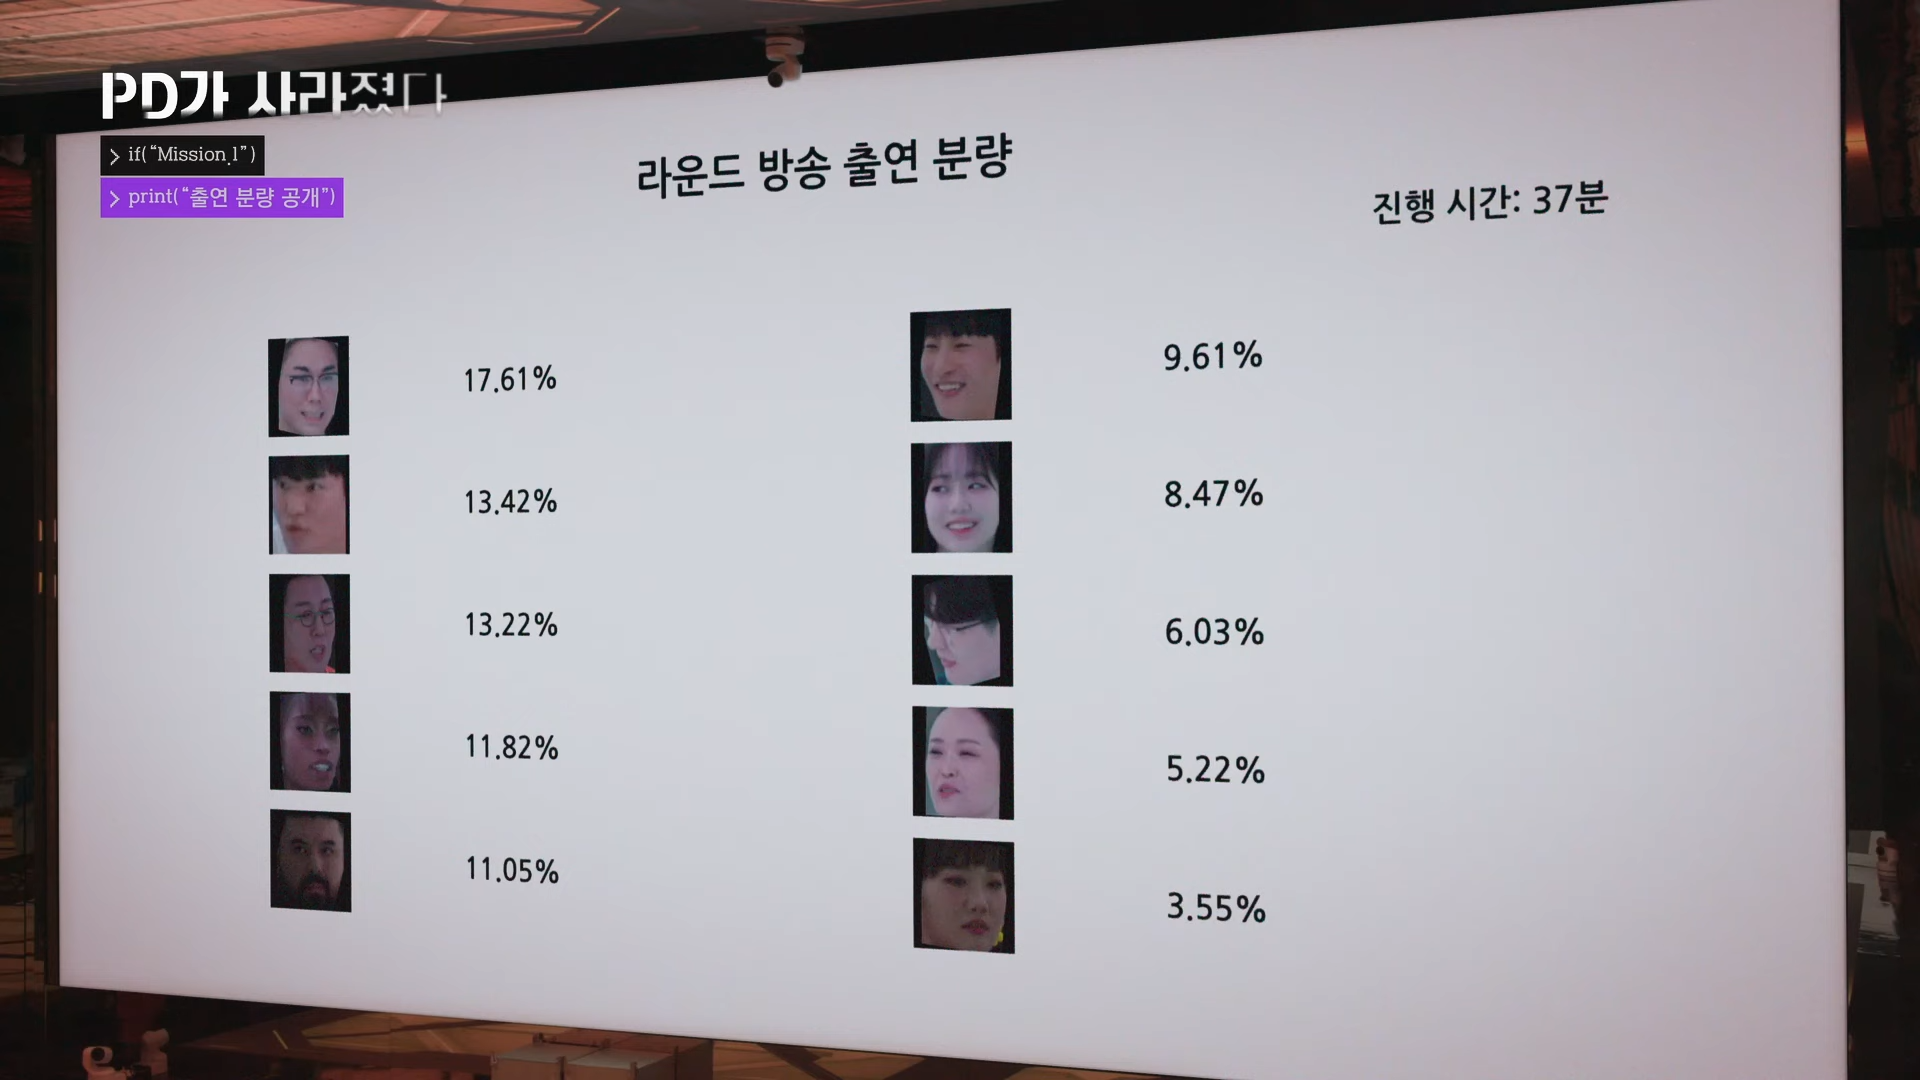 PD가 사라졌다
> if("Mission_1")
> print("출연 분량 공개")
라운드 방송 출연 분량
진행 시간: 37분
17.61%
13.42%
13.22%
11.82%
11.05%
9.61%
8.47%
6.03%
5.22%
3.55%